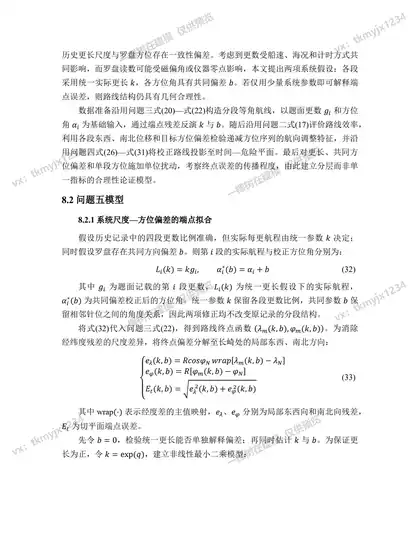 历史更长尺度与罗盘方位存在一致性偏差。考虑到更数受船速、海况和计时方式共
同影响，而罗盘读数可能受磁偏角或仪器零点影响，本文提出两项系统假设：各段
采用统一实际更长 k，各方位角具有共同偏差 b。若仅用少量系统参数即可解释端
点误差，则路线结构仍具有几何合理性。
数据准备沿用问题三式(20)—式(22)构造分段等角航线，以题面更数 gᵢ 和方位
角 αᵢ 为基础输入，通过端点残差反演 k 与 b。随后沿用问题二式(17)评价路线效率，
利用各段东西、南北位移和目标方位偏差检验递减方位序列的航向调整特征，并沿
用问题四式(26)—式(31)将校正路线投影至时间—危险平面。最后对更长、共同方
位偏差和单段方位施加单位扰动，考察终点误差的传播程度，由此建立分层而非单
一指标的合理性论证模型。
8.2 问题五模型
8.2.1 系统尺度—方位偏差的端点拟合
假设历史记录中的四段更数比例准确，但实际每更航程由统一参数 k 决定；
同时假设罗盘存在共同方向偏差 b。则第 i 段的实际航程与校正方位角分别为：
Lᵢ(k) = kgᵢ, αᵢ*(b) = αᵢ + b (32)
其中 gᵢ 为题面记载的第 i 段更数，Lᵢ(k) 为统一更长假设下的实际航程，
αᵢ*(b) 为共同偏差校正后的方位角。统一参数 k 保留各段更数比例，共同参数 b 保
留相邻针位之间的角度关系，因此两项修正均不改变原记录的分段结构。
将式(32)代入问题三式(22)，得到路线终点函数 (λₘ(k,b),φₘ(k,b))。为消除
经纬度残差的尺度差异，将终点偏差分解至长崎处的局部东西、南北方向：
e_λ(k,b) = Rcosφ_N wrap[λₘ(k,b) − λ_N]
e_φ(k,b) = R[φₘ(k,b) − φ_N] (33)
E_t(k,b) = √(e_λ²(k,b) + e_φ²(k,b))
其中 wrap(·) 表示经度差的主值映射，e_λ、e_φ 分别为局部东西向和南北向残差，
E_t 为切平面端点误差。
先令 b = 0，检验统一更长能否单独解释偏差；再同时估计 k 与 b。为保证更
长为正，令 k = exp(q)，建立非线性最小二乘模型：
vx: tkmyjx1234